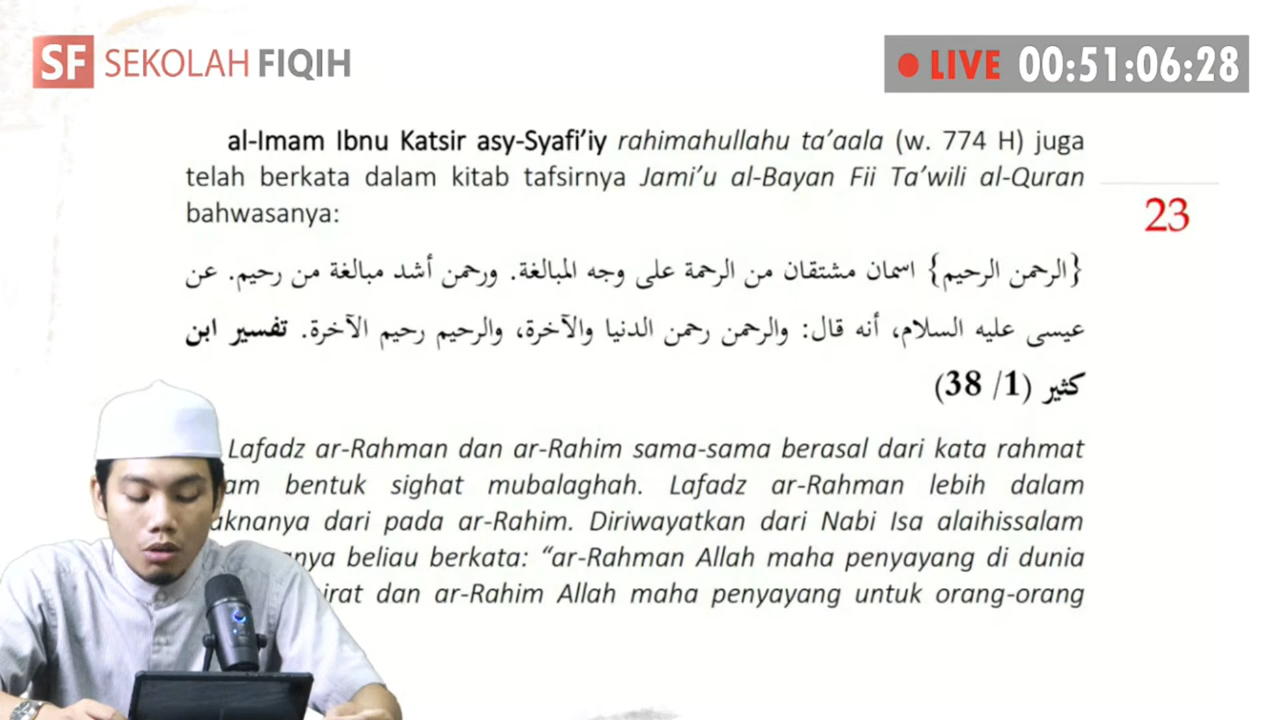 SF SEKOLAH FIQIH
LIVE 00:51:06:28
al-Imam Ibnu Katsir asy-Syafi'iy rahimahullahu ta'aala (w. 774 H) juga
telah berkata dalam kitab tafsirnya Jami'u al-Bayan Fii Ta'wili al-Quran
bahwasanya:
23
{الرحمن الرحيم} اسمان مشتقان من الرحمة على وجه المبالغة. ورحمن أشد مبالغة من رحيم. عن
عيسى عليه السلام، أنه قال: والرحمن رحمن الدنيا والآخرة، والرحيم رحيم الآخرة. تفسير ابن
كثير (1/ 38)
Lafadz ar-Rahman dan ar-Rahim sama-sama berasal dari kata rahmat
bentuk sighat mubalaghah. Lafadz ar-Rahman lebih dalam
dari pada ar-Rahim. Diriwayatkan dari Nabi Isa alaihissalam
beliau berkata: “ar-Rahman Allah maha penyayang di dunia
dan ar-Rahim Allah maha penyayang untuk orang-orang